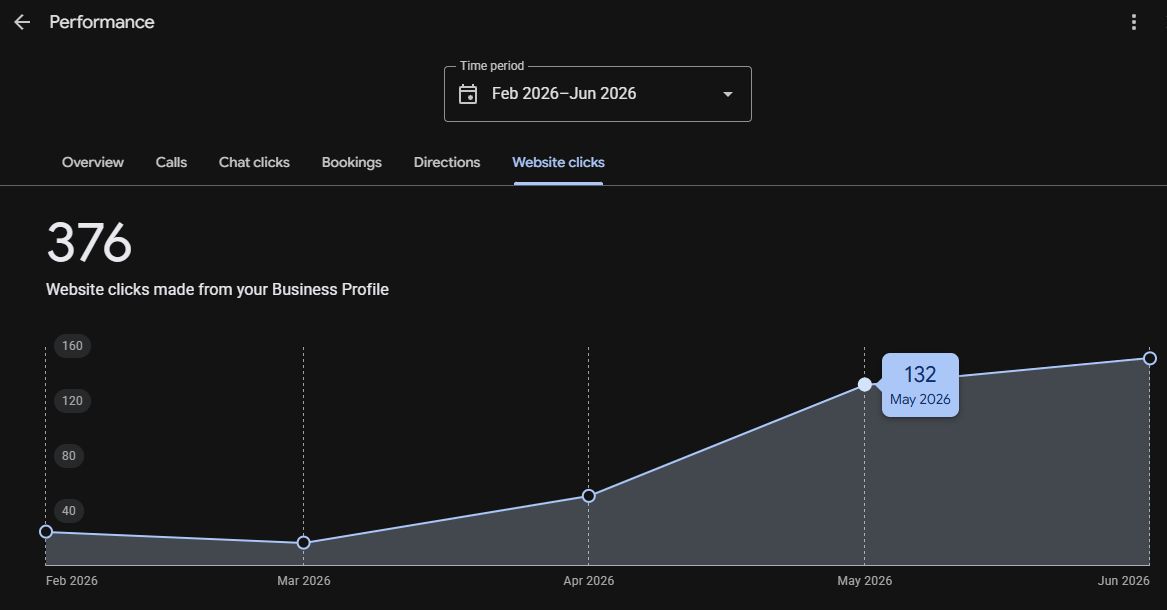 Performance
Time period
Feb 2026–Jun 2026
Overview Calls Chat clicks Bookings Directions Website clicks
376
Website clicks made from your Business Profile
160
120
80
40
132
May 2026
Feb 2026 Mar 2026 Apr 2026 May 2026 Jun 2026